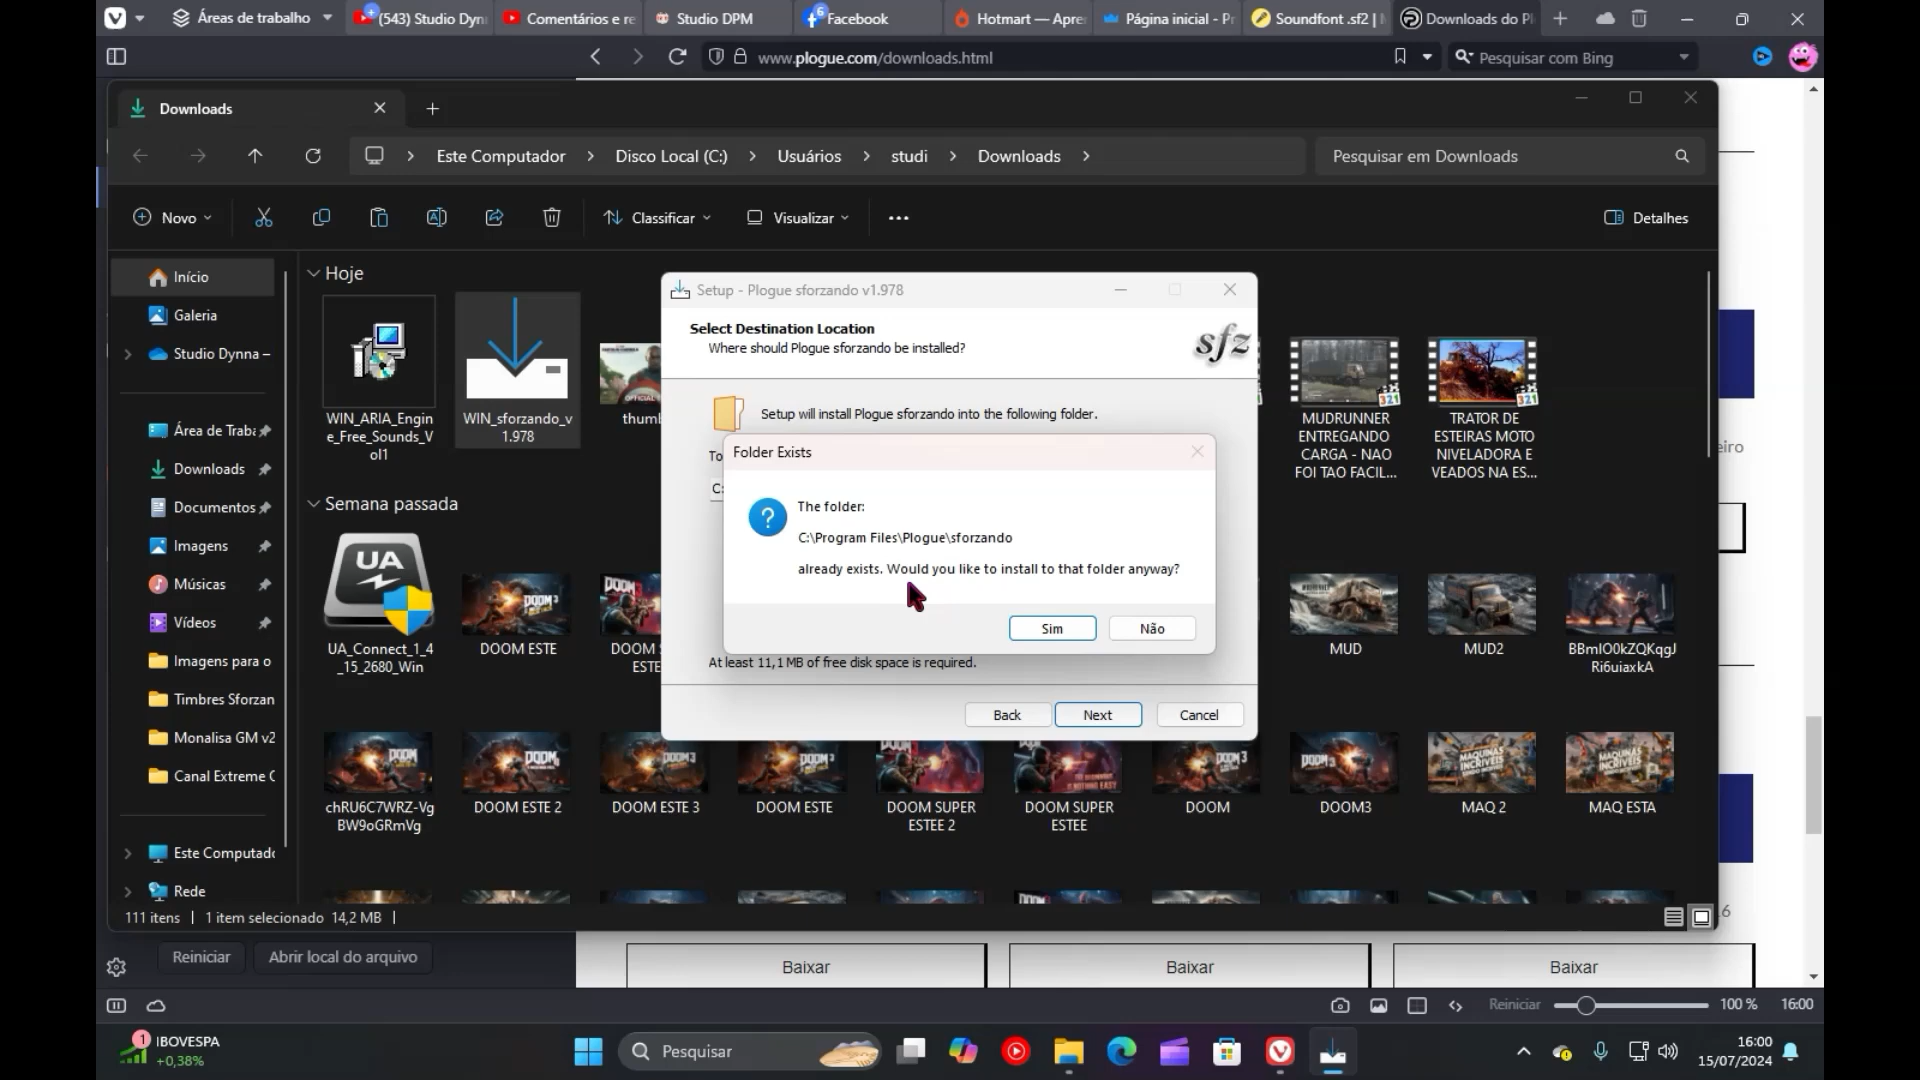 Áreas de trabalho
(543) Studio Dyn
Comentários e re
Studio DPM
6
Facebook
Hotmart — Apre
Página inicial - Pr
Soundfont .sf2 |
Downloads do Pl
www.plogue.com/downloads.html
Pesquisar com Bing
Downloads
Este Computador
Disco Local (C:)
Usuários
studi
Downloads
Pesquisar em Downloads
Novo
Classificar
Visualizar
Detalhes
Início
Galeria
Studio Dynna –
Área de Traba
Downloads
Documentos
Imagens
Músicas
Vídeos
Imagens para o
Timbres Sforzan
Monalisa GM v2
Canal Extreme
Este Computado
Rede
Hoje
WIN_ARIA_Engin
e_Free_Sounds_V
ol1
WIN_sforzando_v
1.978
thumb
MUDRUNNER
ENTREGANDO
CARGA - NAO
FOI TAO FACIL...
TRATOR DE
ESTEIRAS MOTO
NIVELADORA E
VEADOS NA ES...
Semana passada
UA
UA_Connect_1_4
_15_2680_Win
DOOM ESTE
DOOM
ESTE
MUD
MUD2
BBmIO0kZQKqgJ
Ri6uiaxkA
chRU6C7WRZ-Vg
BW9oGRmVg
DOOM ESTE 2
DOOM ESTE 3
DOOM ESTE
DOOM SUPER
ESTEE 2
DOOM SUPER
ESTEE
DOOM
DOOM3
MAQ 2
MAQ ESTA
Setup - Plogue sforzando v1.978
Select Destination Location
Where should Plogue sforzando be installed?
sfz
Setup will install Plogue sforzando into the following folder.
To
C:
Folder Exists
The folder:
C:\Program Files\Plogue\sforzando
already exists. Would you like to install to that folder anyway?
Sim
Não
At least 11,1 MB of free disk space is required.
Back
Next
Cancel
111 itens
1 item selecionado 14,2 MB
eiro
Reiniciar
Abrir local do arquivo
Baixar
Baixar
Baixar
Reiniciar
100 %
16:00
1
IBOVESPA
+0,38%
Pesquisar
16:00
15/07/2024